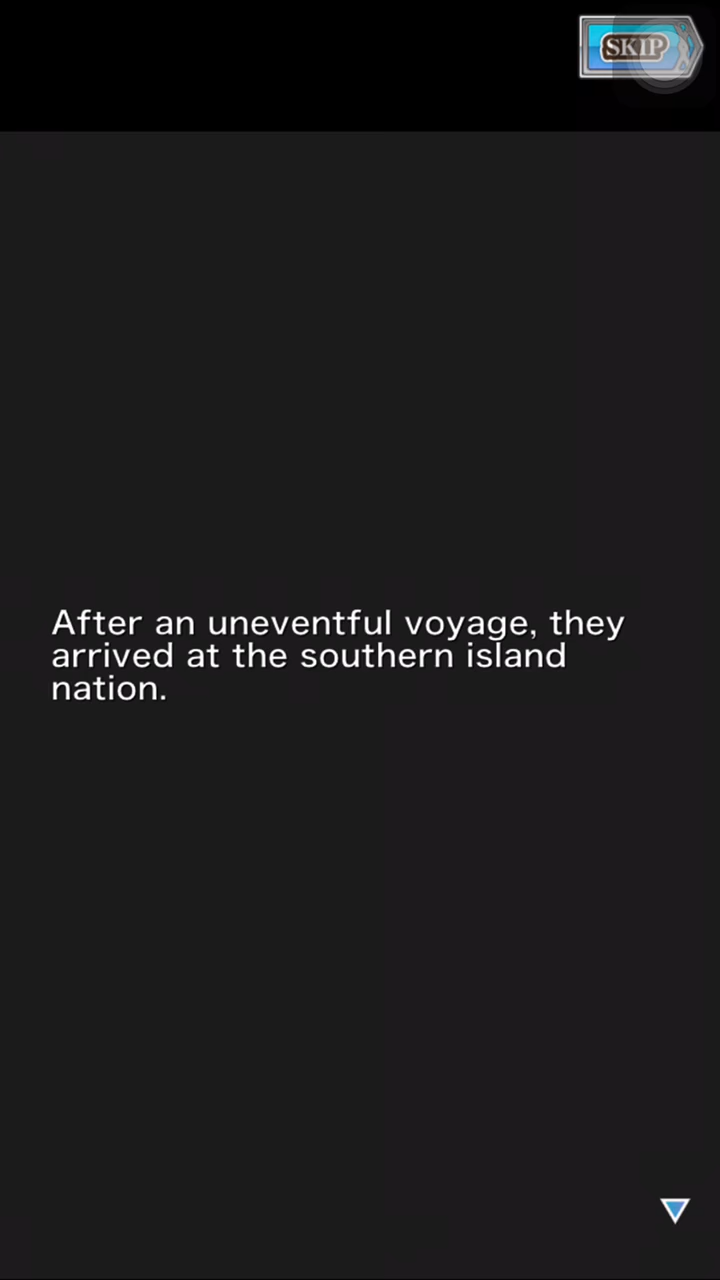 SKIP
After an uneventful voyage, they
arrived at the southern island
nation.